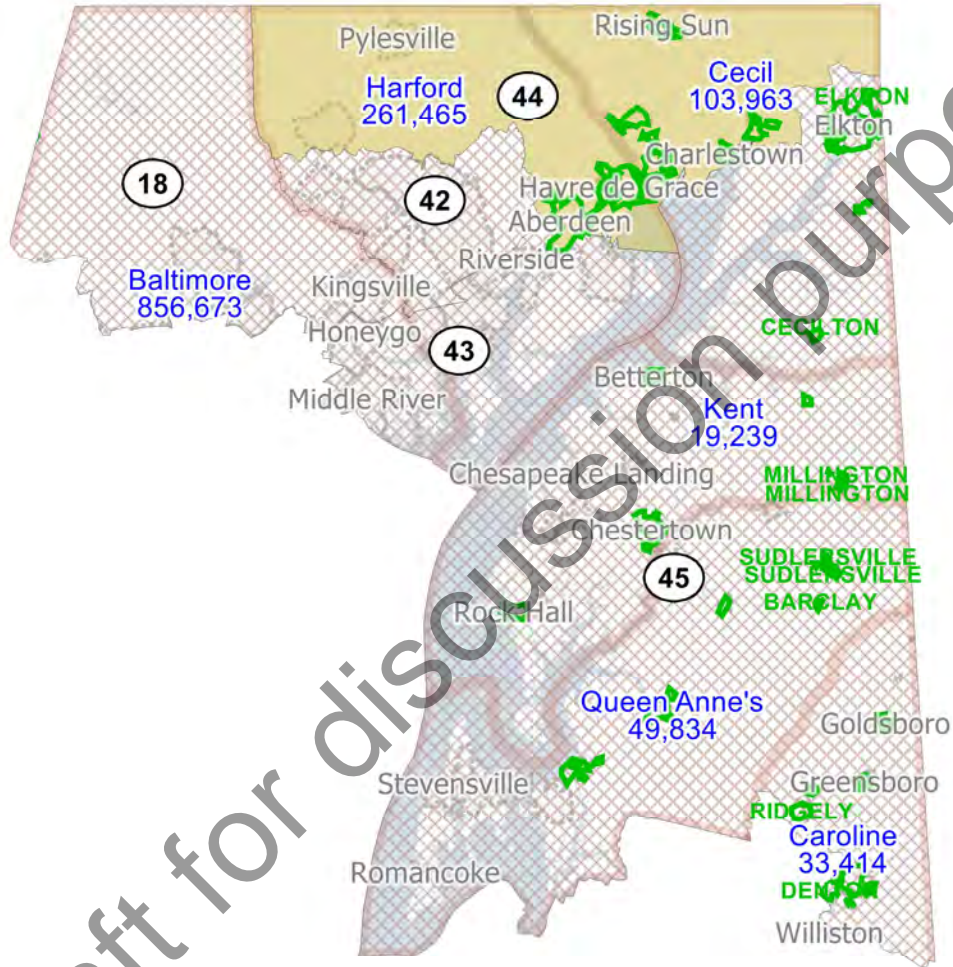 Rising Sun
Pylesville
Harford
261,465
44
Cecil
103,963
ELKTON
Elkton
Charlestown
18
42
Havre de Grace
Aberdeen
Riverside
Baltimore
856,673
Kingsville
Honeygo
43
CECILTON
Betterton
Middle River
Kent
19,239
Chesapeake Landing
MILLINGTON
MILLINGTON
Chestertown
SUDLERSVILLE
SUDLERSVILLE
45
BARCLAY
Rock Hall
Queen Anne's
49,834
Goldsboro
Stevensville
Greensboro
RIDGELY
Caroline
33,414
Romancoke
DENTON
Williston
ft for discussion purpo